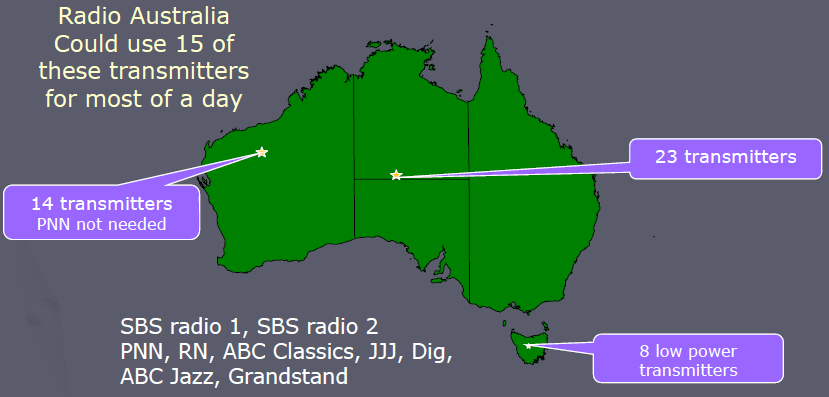 Radio Australia
Could use 15 of
these transmitters
for most of a day
23 transmitters
14 transmitters
PNN not needed
SBS radio 1, SBS radio 2
PNN, RN, ABC Classics, JJJ, Dig,
ABC Jazz, Grandstand
8 low power
transmitters